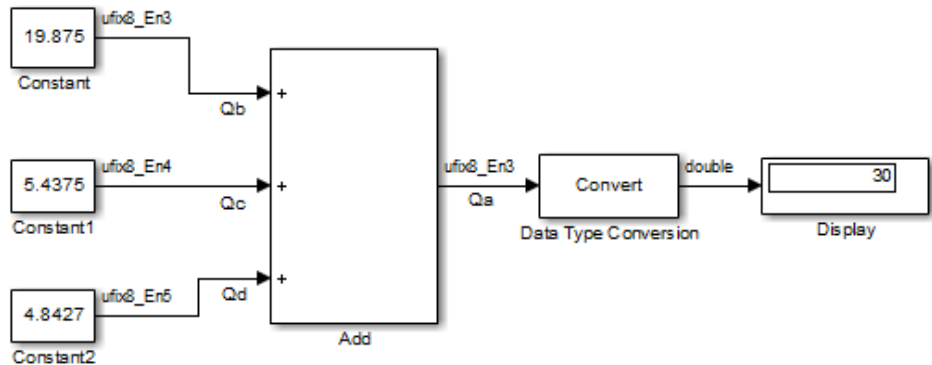 19.875
ufix8_En3
Constant
Qb
+
5.4375
ufix8_En4
Constant1
Qc
+
4.8427
ufix8_En5
Constant2
Qd
+
Add
ufix8_En3
Qa
Convert
Data Type Conversion
double
30
Display